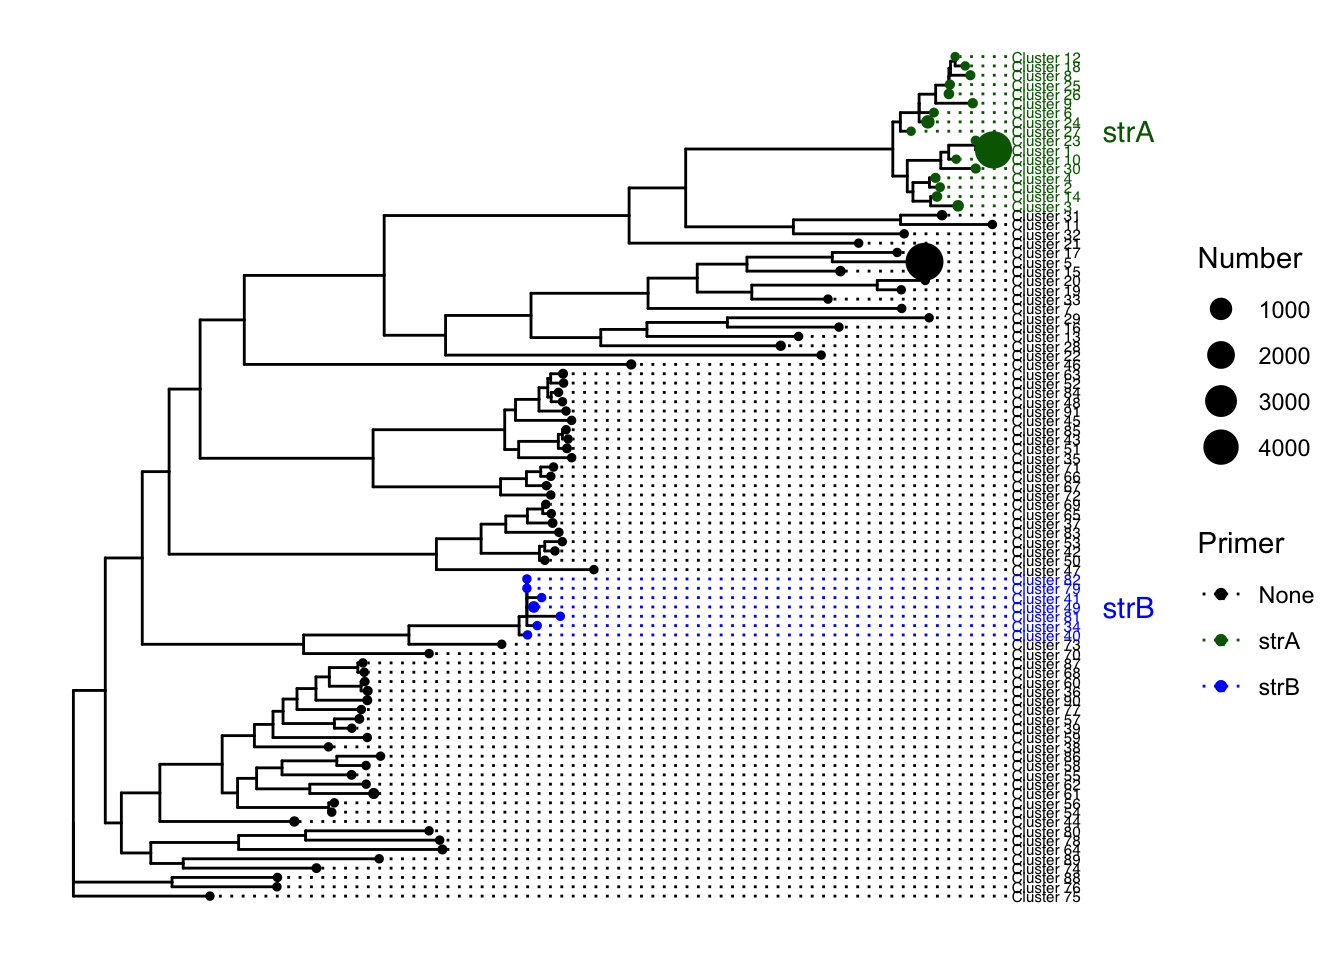 Cluster 12
Cluster 18
Cluster 8
Cluster 25
Cluster 26
Cluster 9
Cluster 6
Cluster 24
Cluster 27
Cluster 23
Cluster 1
Cluster 10
Cluster 30
Cluster 4
Cluster 2
Cluster 14
Cluster 3
Cluster 31
Cluster 11
Cluster 32
Cluster 21
Cluster 17
Cluster 5
Cluster 15
Cluster 20
Cluster 19
Cluster 33
Cluster 7
Cluster 29
Cluster 16
Cluster 13
Cluster 28
Cluster 22
Cluster 46
Cluster 63
Cluster 52
Cluster 84
Cluster 48
Cluster 91
Cluster 45
Cluster 85
Cluster 43
Cluster 51
Cluster 35
Cluster 71
Cluster 66
Cluster 67
Cluster 72
Cluster 69
Cluster 65
Cluster 37
Cluster 83
Cluster 53
Cluster 42
Cluster 50
Cluster 47
Cluster 82
Cluster 79
Cluster 41
Cluster 49
Cluster 81
Cluster 34
Cluster 40
Cluster 73
Cluster 70
Cluster 87
Cluster 68
Cluster 60
Cluster 36
Cluster 90
Cluster 77
Cluster 57
Cluster 39
Cluster 59
Cluster 38
Cluster 86
Cluster 58
Cluster 55
Cluster 62
Cluster 61
Cluster 56
Cluster 54
Cluster 44
Cluster 80
Cluster 78
Cluster 64
Cluster 89
Cluster 74
Cluster 88
Cluster 76
Cluster 75
strA
strB
Number
1000
2000
3000
4000
Primer
None
strA
strB